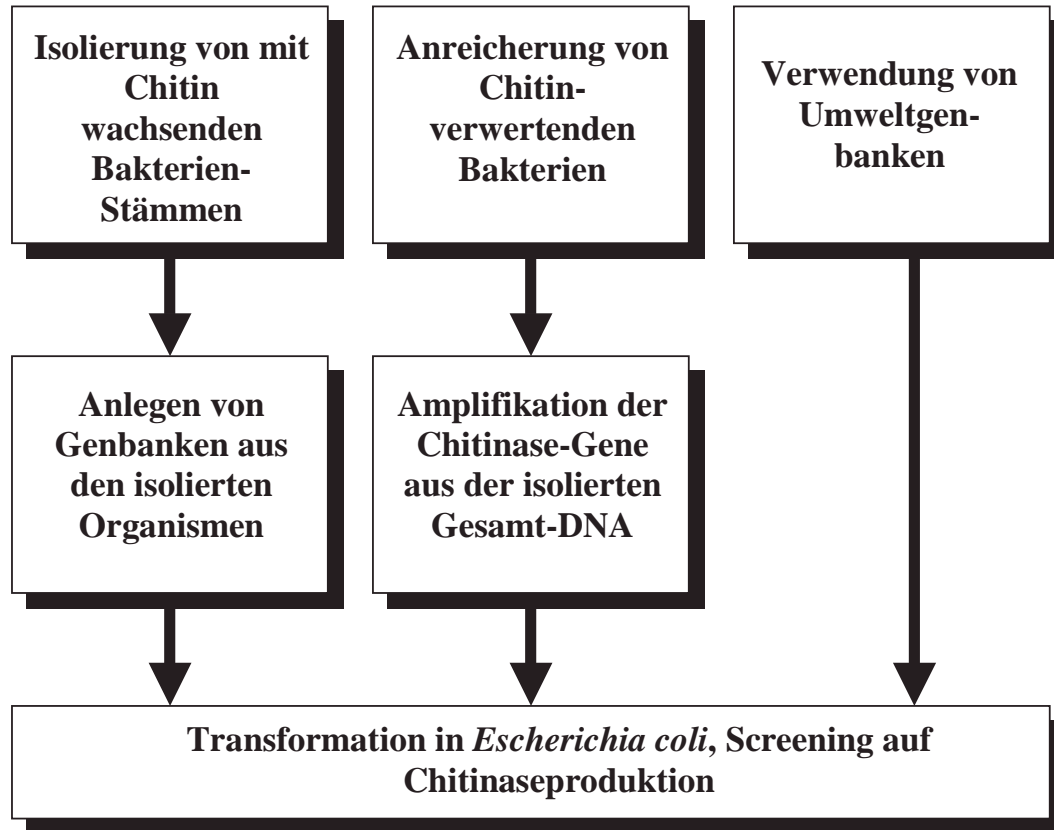 Isolierung von mit
Chitin
wachsenden
Bakterien-
Stämmen
Anreicherung von
Chitin-
verwertenden
Bakterien
Verwendung von
Umweltgen-
banken
Anlegen von
Genbanken aus
den isolierten
Organismen
Amplifikation der
Chitinase-Gene
aus der isolierten
Gesamt-DNA
Transformation in Escherichia coli, Screening auf
Chitinaseproduktion